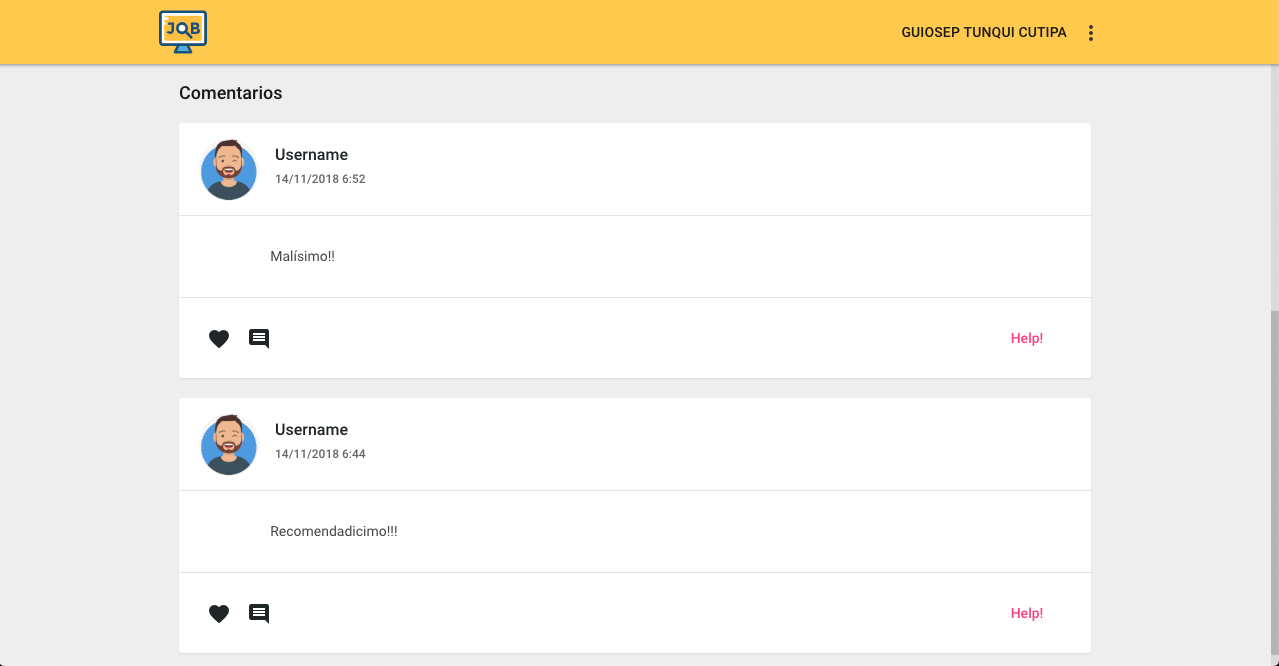 JOB
GUIOSEP TUNQUI CUTIPA
Comentarios
Username
14/11/2018 6:52
Malísimo!!
Help!
Username
14/11/2018 6:44
Recomendadicimo!!!
Help!